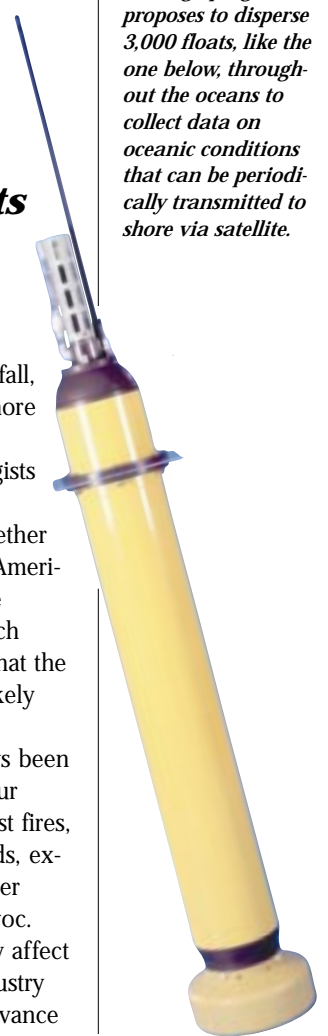 ts
fall,
nore
gists
ether
Ameri-
ch
hat the
kely
s been
ur
st fires,
ds, ex-
er
voc.
y affect
ustry
vance
proposes to disperse
3,000 floats, like the
one below, through-
out the oceans to
collect data on
oceanic conditions
that can be periodi-
cally transmitted to
shore via satellite.